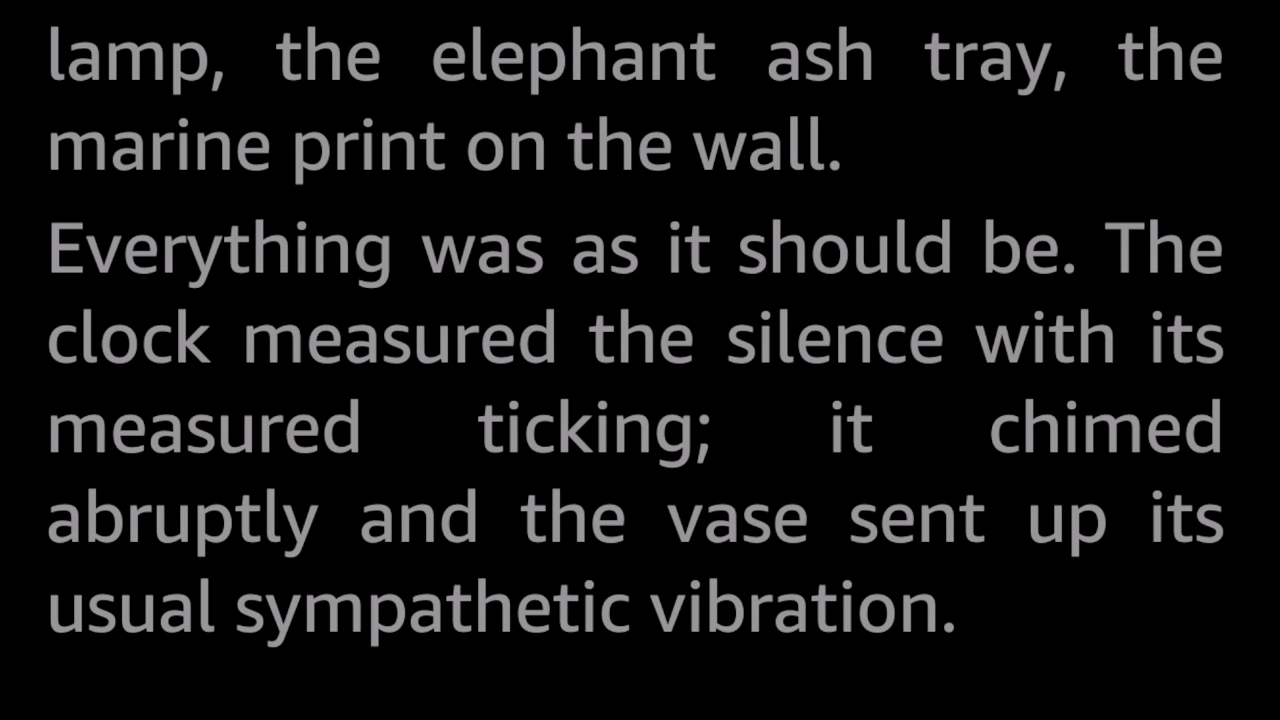 lamp, the elephant ash tray, the
marine print on the wall.
Everything was as it should be. The
clock measured the silence with its
measured ticking; it chimed
abruptly and the vase sent up its
usual sympathetic vibration.